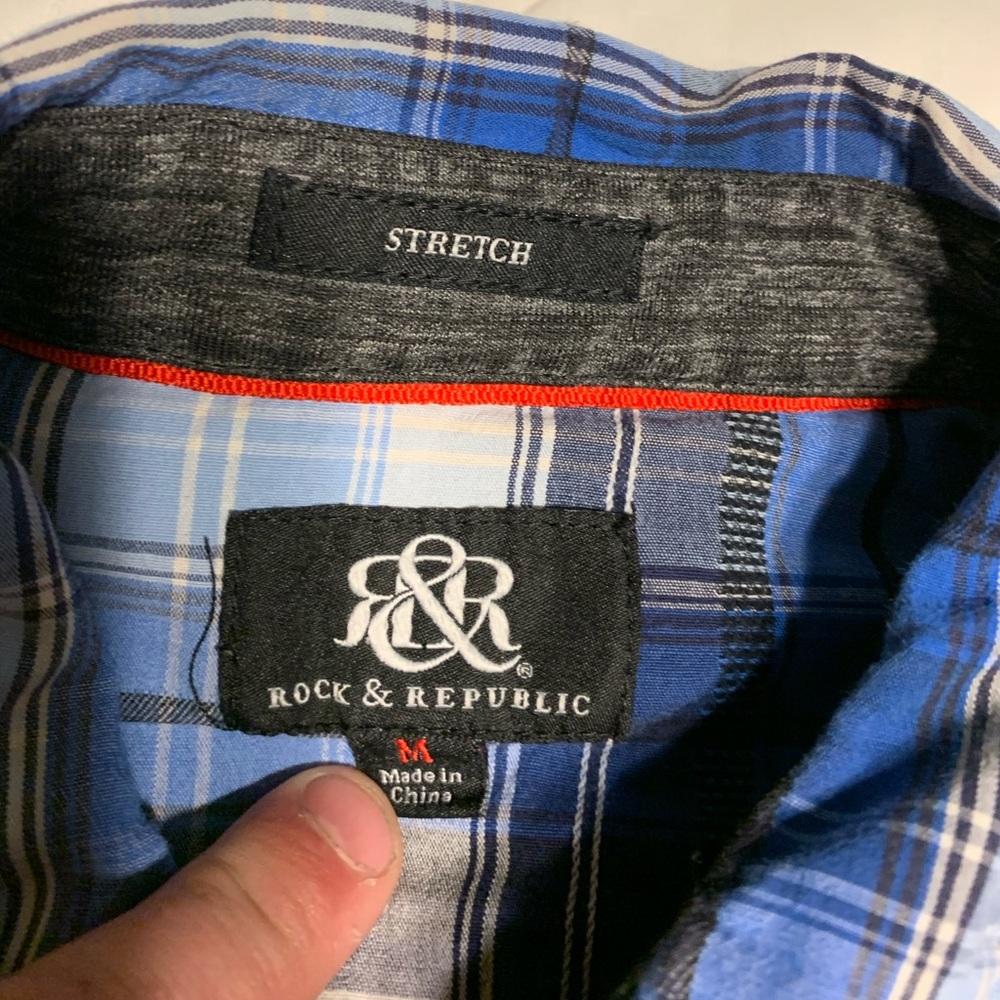 STRETCH
R&R®
ROCK & REPUBLIC
M
Made in
China